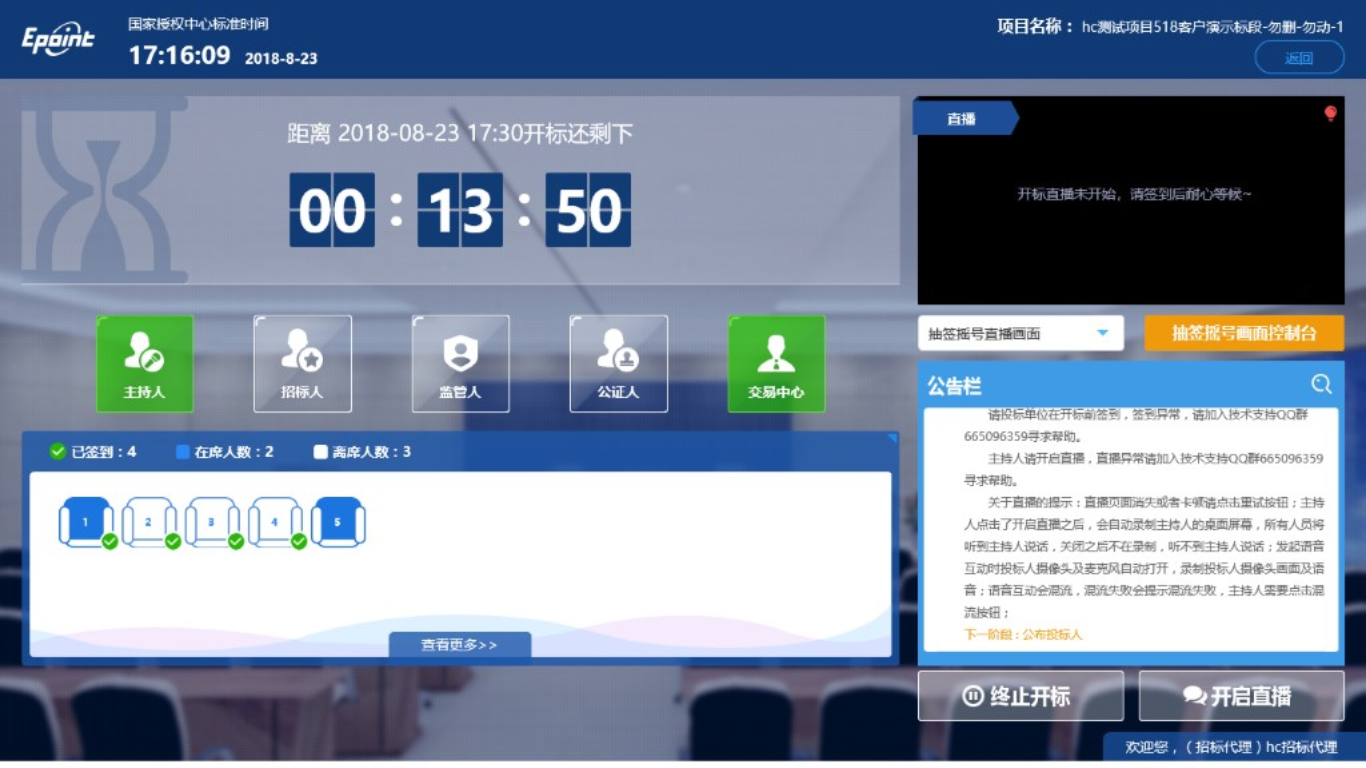 Epoint
国家授权中心标准时间
17:16:09 2018-8-23
项目名称： hc测试项目518客户演示标段-勿删-勿动-1
返回
距离 2018-08-23 17:30开标还剩下
00 : 13 : 50
主持人
招标人
监管人
公证人
交易中心
已签到：4 在席人数：2 离席人数：3
1 2 3 4 5
查看更多>>
直播
开标直播未开始，请签到后耐心等候~
抽签摇号直播画面
抽签摇号画面控制台
公告栏
请投标单位在开标前签到，签到异常，请加入技术支持QQ群
665096359寻求帮助。
主持人请开启直播，直播异常请加入技术支持QQ群665096359
寻求帮助。
关于直播的提示：直播页面消失或者卡顿请点击重试按钮；主持
人点击了开启直播之后，会自动录制主持人的桌面屏幕，所有人员将
听到主持人说话，关闭之后不在录制，听不到主持人说话；发起语音
互动时投标人摄像头及麦克风自动打开，录制投标人摄像头画面及语
音；语音互动会混流，混流失败会提示混流失败，主持人需要点击混
流按钮；
下一阶段：公布投标人
终止开标
开启直播
欢迎您，（招标代理）hc招标代理